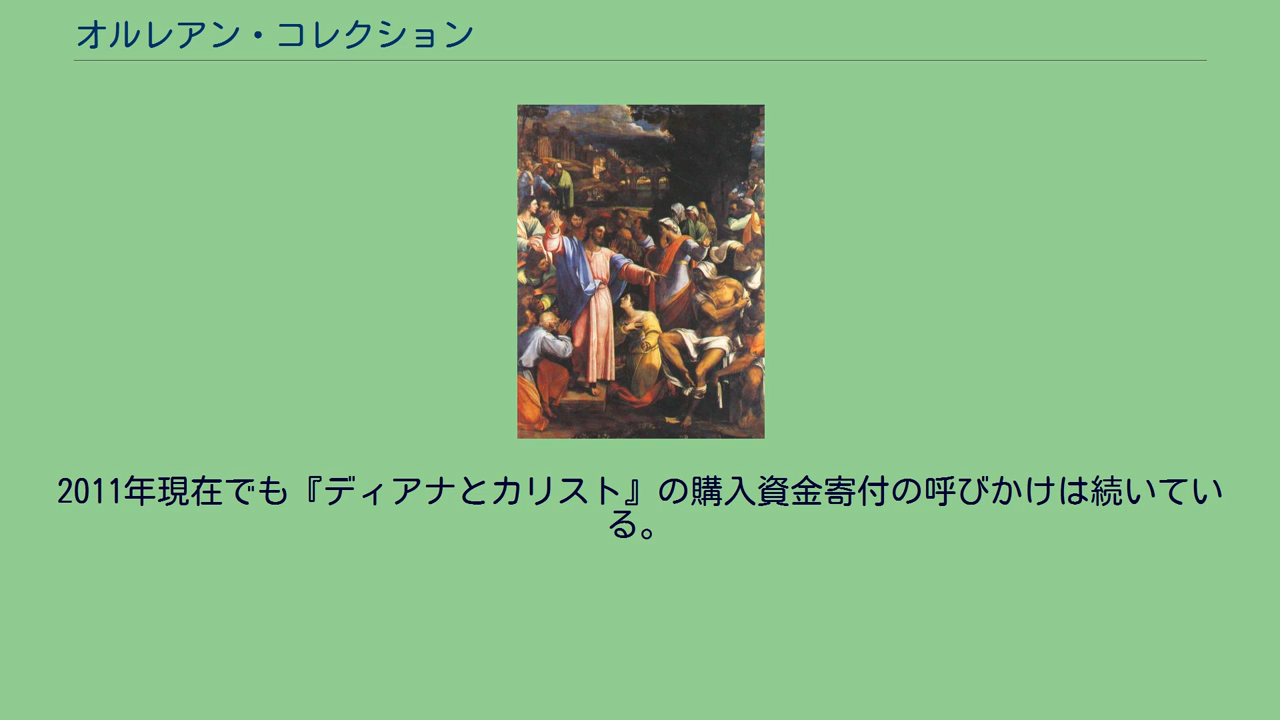 オルレアン・コレクション
2011年現在でも『ディアナとカリスト』の購入資金寄付の呼びかけは続いてい
る。